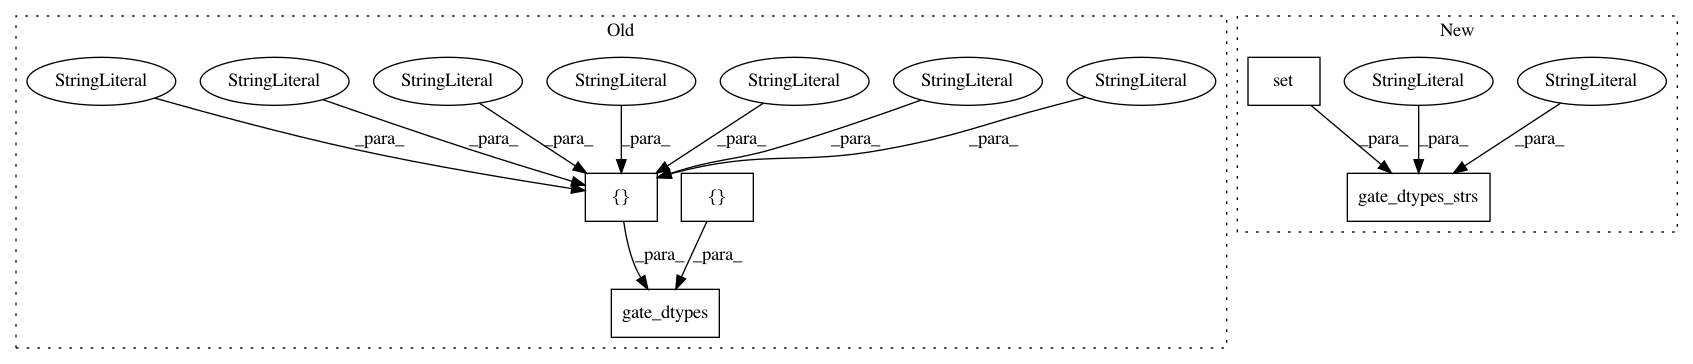 Old
New
StringLiteral StringLiteral StringLiteral StringLiteral StringLiteral StringLiteral StringLiteral
set StringLiteral StringLiteral
_para_ _para_ _para_ _para_ _para_ _para_ _para_
_para_ _para_ _para_
{} {}
gate_dtypes_strs
_para_ _para_
gate_dtypes